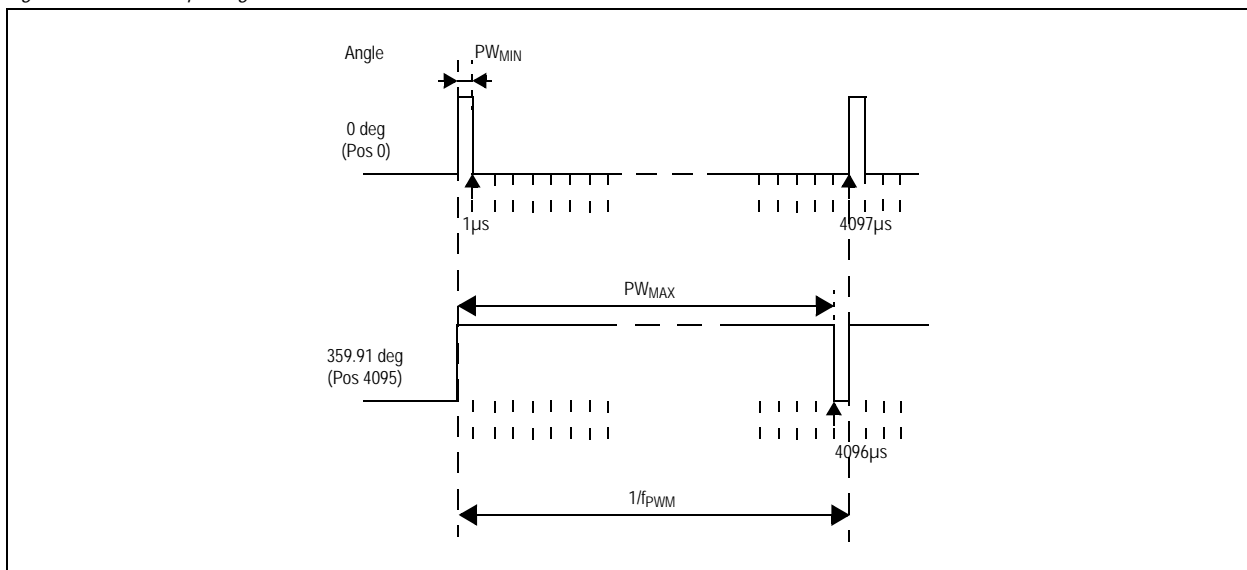 Angle
PWMIN
0 deg
(Pos 0)
1µs
4097µs
PWMAX
359.91 deg
(Pos 4095)
4096µs
1/fPWM